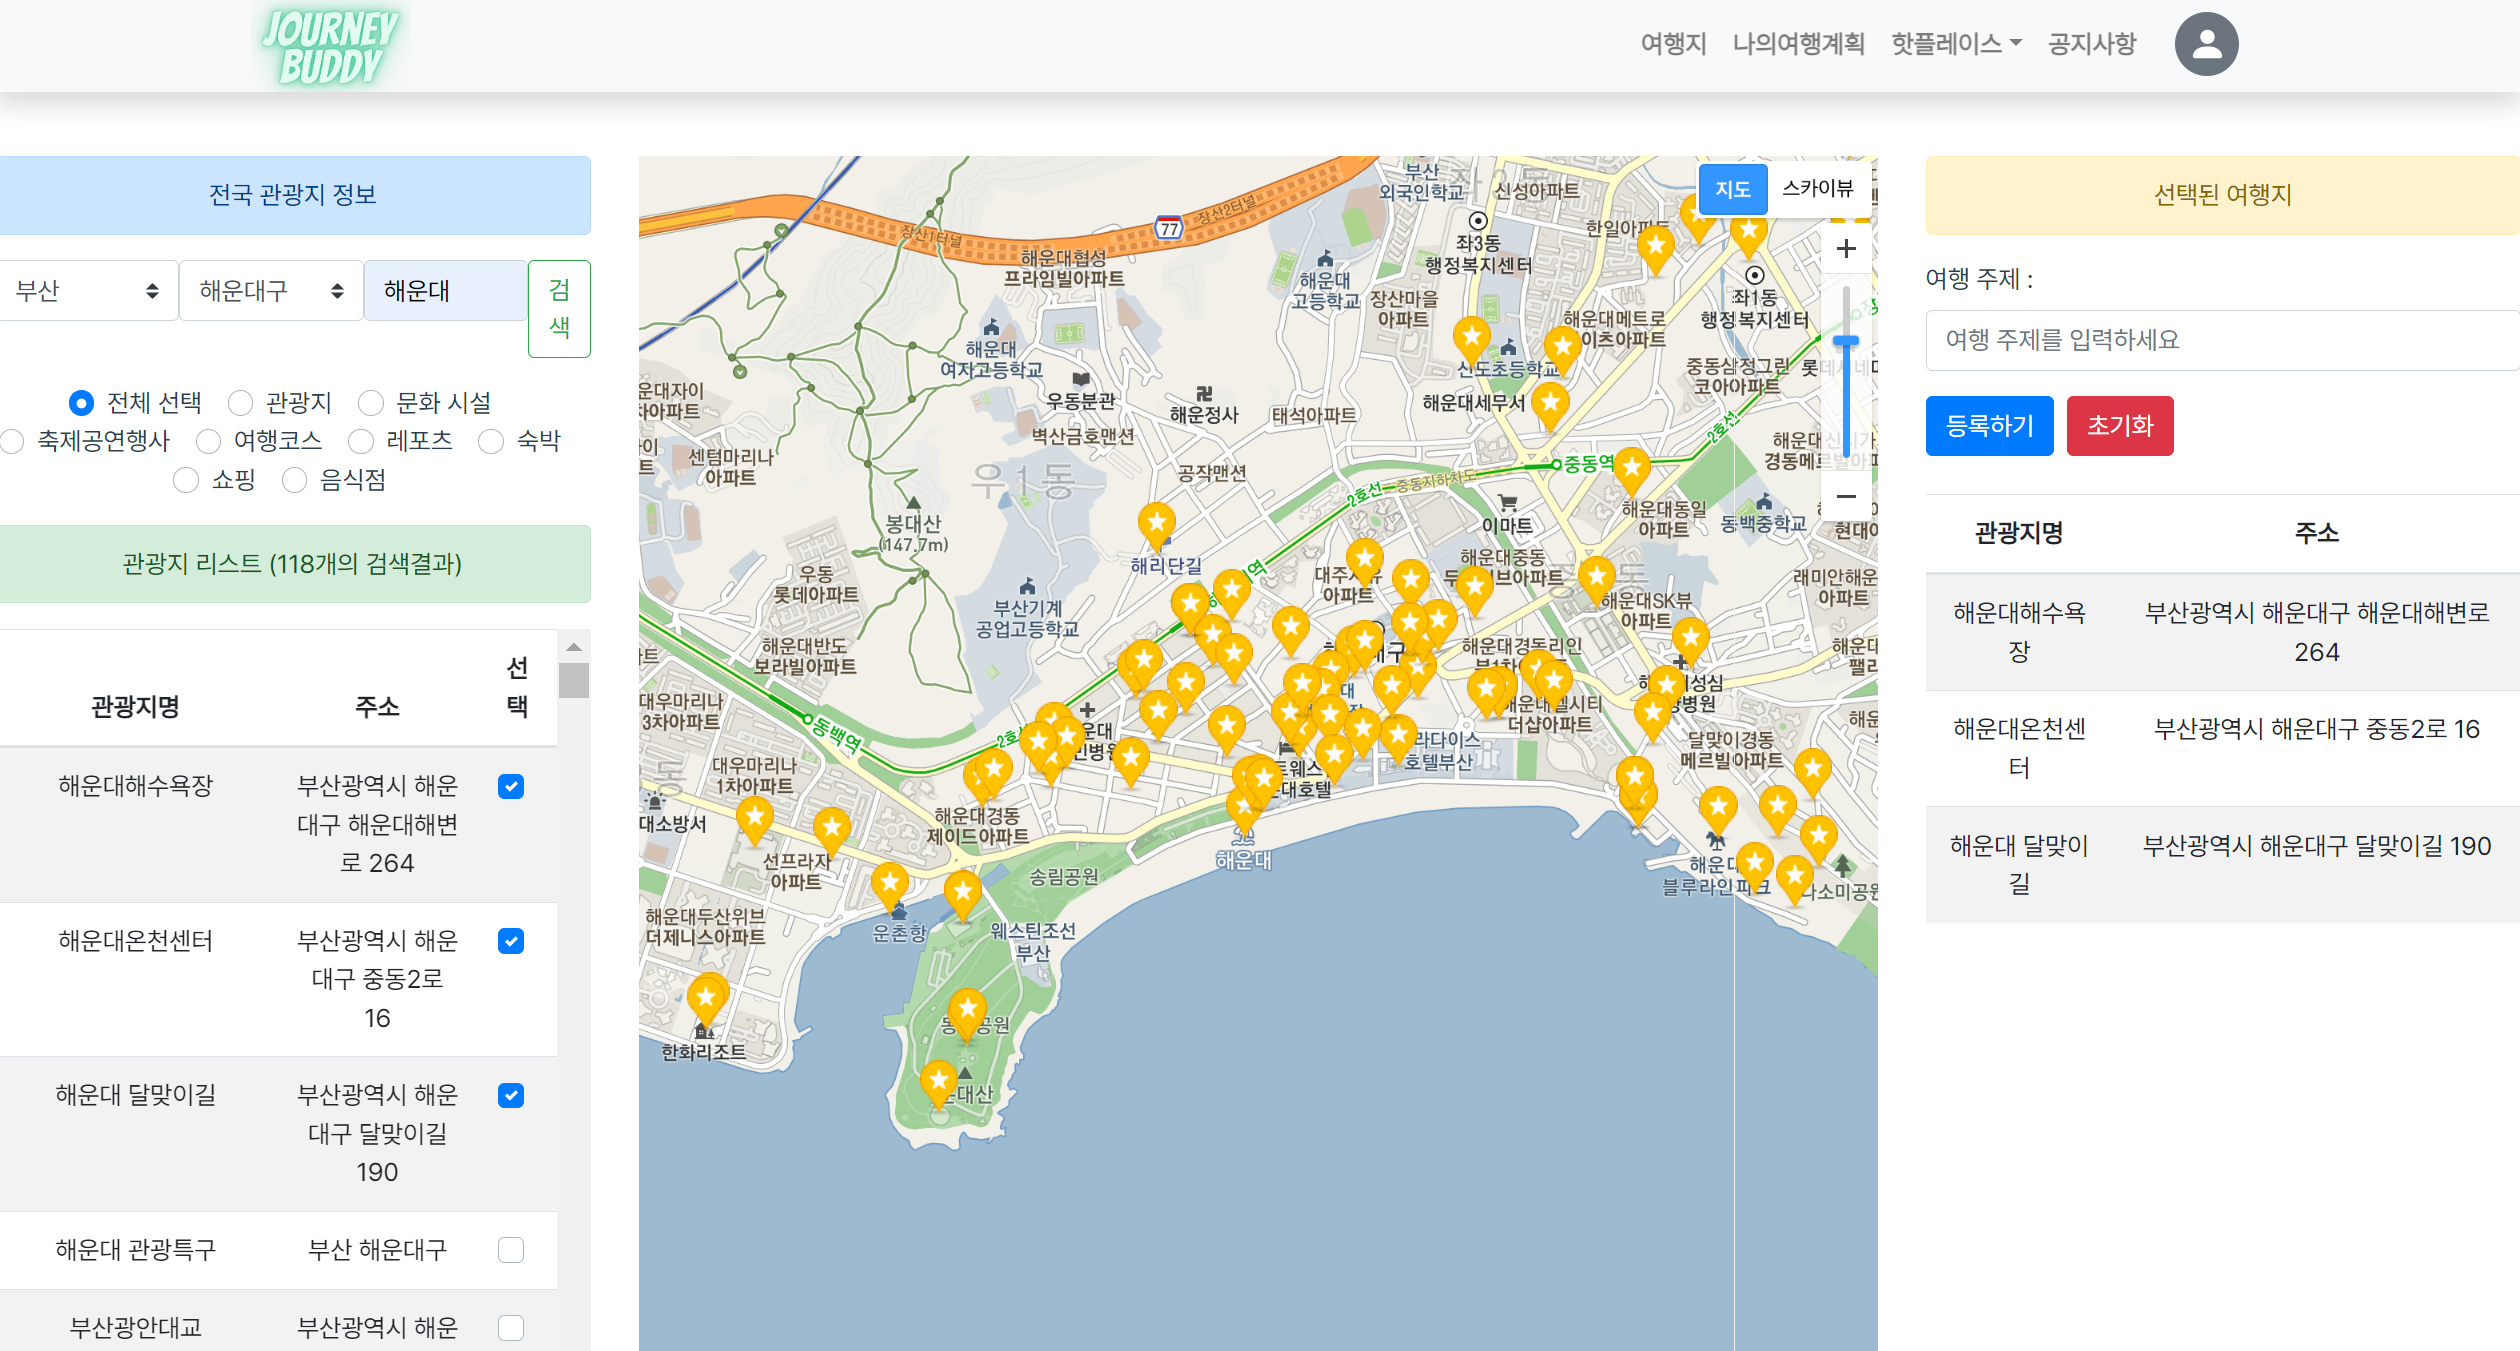 JOURNEY
BUDDY
여행지 나의여행계획 핫플레이스 공지사항
전국 관광지 정보
부산 해운대구 해운대 검
색
전체 선택 관광지 문화 시설
축제공연행사 여행코스 레포츠 숙박
쇼핑 음식점
관광지 리스트 (118개의 검색결과)
관광지명 주소 선
택
해운대해수욕장 부산광역시 해운
대구 해운대해변
로 264
해운대온천센터 부산광역시 해운
대구 중동2로
16
해운대 달맞이길 부산광역시 해운
대구 달맞이길
190
해운대 관광특구 부산 해운대구
부산광안대교 부산광역시 해운
지도 스카이뷰
부산
외국인학교
신성아파트
장산2터널
장산1터널
77
해운대협성
프라임빌아파트
좌3동
행정복지센터
해운대
고등학교
장산마을
아파트
좌1동
행정복지센터
해운대메트로
이츠아파트
해운대
여자고등학교
신도초등학교
중동삼정그린
코아아파트
운대자이
차아파트
우동분관
해운정사
태석아파트
해운대세무서
벽산금호맨션
센텀마리나
아파트
공작맨션
우1동
2호선
중동지하차도
중동역
2호선
봉대산
(147.7m)
이마트
해운대동일
아파트
동백중학교
해리단길
해운대중동
우동
롯데아파트
부산기계
공업고등학교
해운대SK뷰
아파트
래미안해운
아파트
해운대반도
보라빌아파트
해운대경동리인
대우마리나
3차아파트
동백역
더샵아파트
달맞이경동
메르빌아파트
대우마리나
1차아파트
호텔부산
해운대경동
제이드아파트
대소방서
선프라자
아파트
해운대
송림공원
블루라인파크
해운대두산위브
더제니스아파트
운촌항
웨스틴조선
부산
한화리조트
선택된 여행지
여행 주제 :
여행 주제를 입력하세요
등록하기 초기화
관광지명 주소
해운대해수욕
장 부산광역시 해운대구 해운대해변로
264
해운대온천센
터 부산광역시 해운대구 중동2로 16
해운대 달맞이
길 부산광역시 해운대구 달맞이길 190